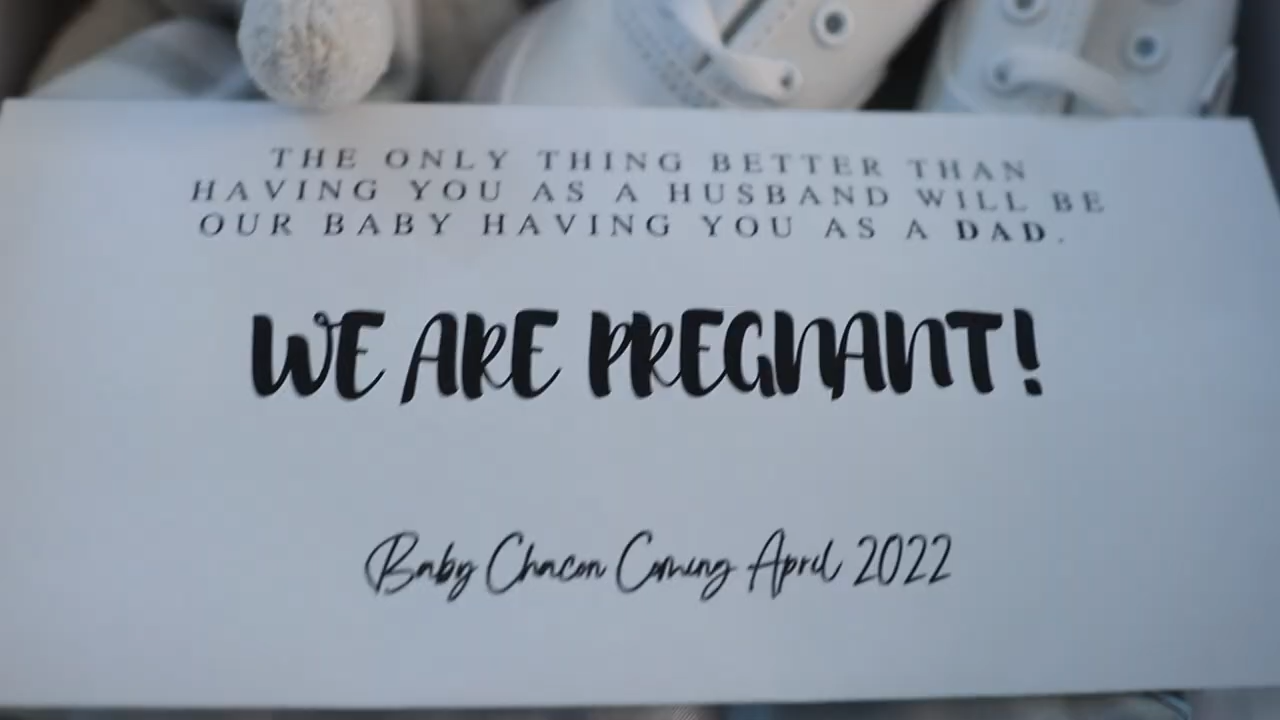 THE ONLY THING BETTER THAN
HAVING YOU AS A HUSBAND WILL BE
OUR BABY HAVING YOU AS A DAD.
WE ARE PREGNANT!
Baby Chacon Coming April 2022